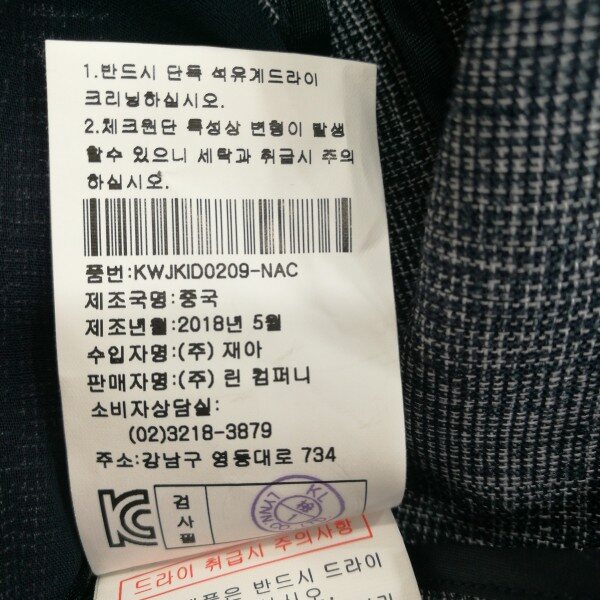 1.반드시 단독 석유계드라이
크리닝하십시오.
2.체크원단 특성상 변형이 발생
할수 있으니 세탁과 취급시 주의
하십시오.
품번:KWJKID0209-NAC
제조국명:중국
제조년월:2018년 5월
수입자명:(주) 재아
판매자명:(주) 린 컴퍼니
소비자상담실:
(02)3218-3879
주소:강남구 영동대로 734
검사필
드라이 취급시 주의사항
반드시 드라이